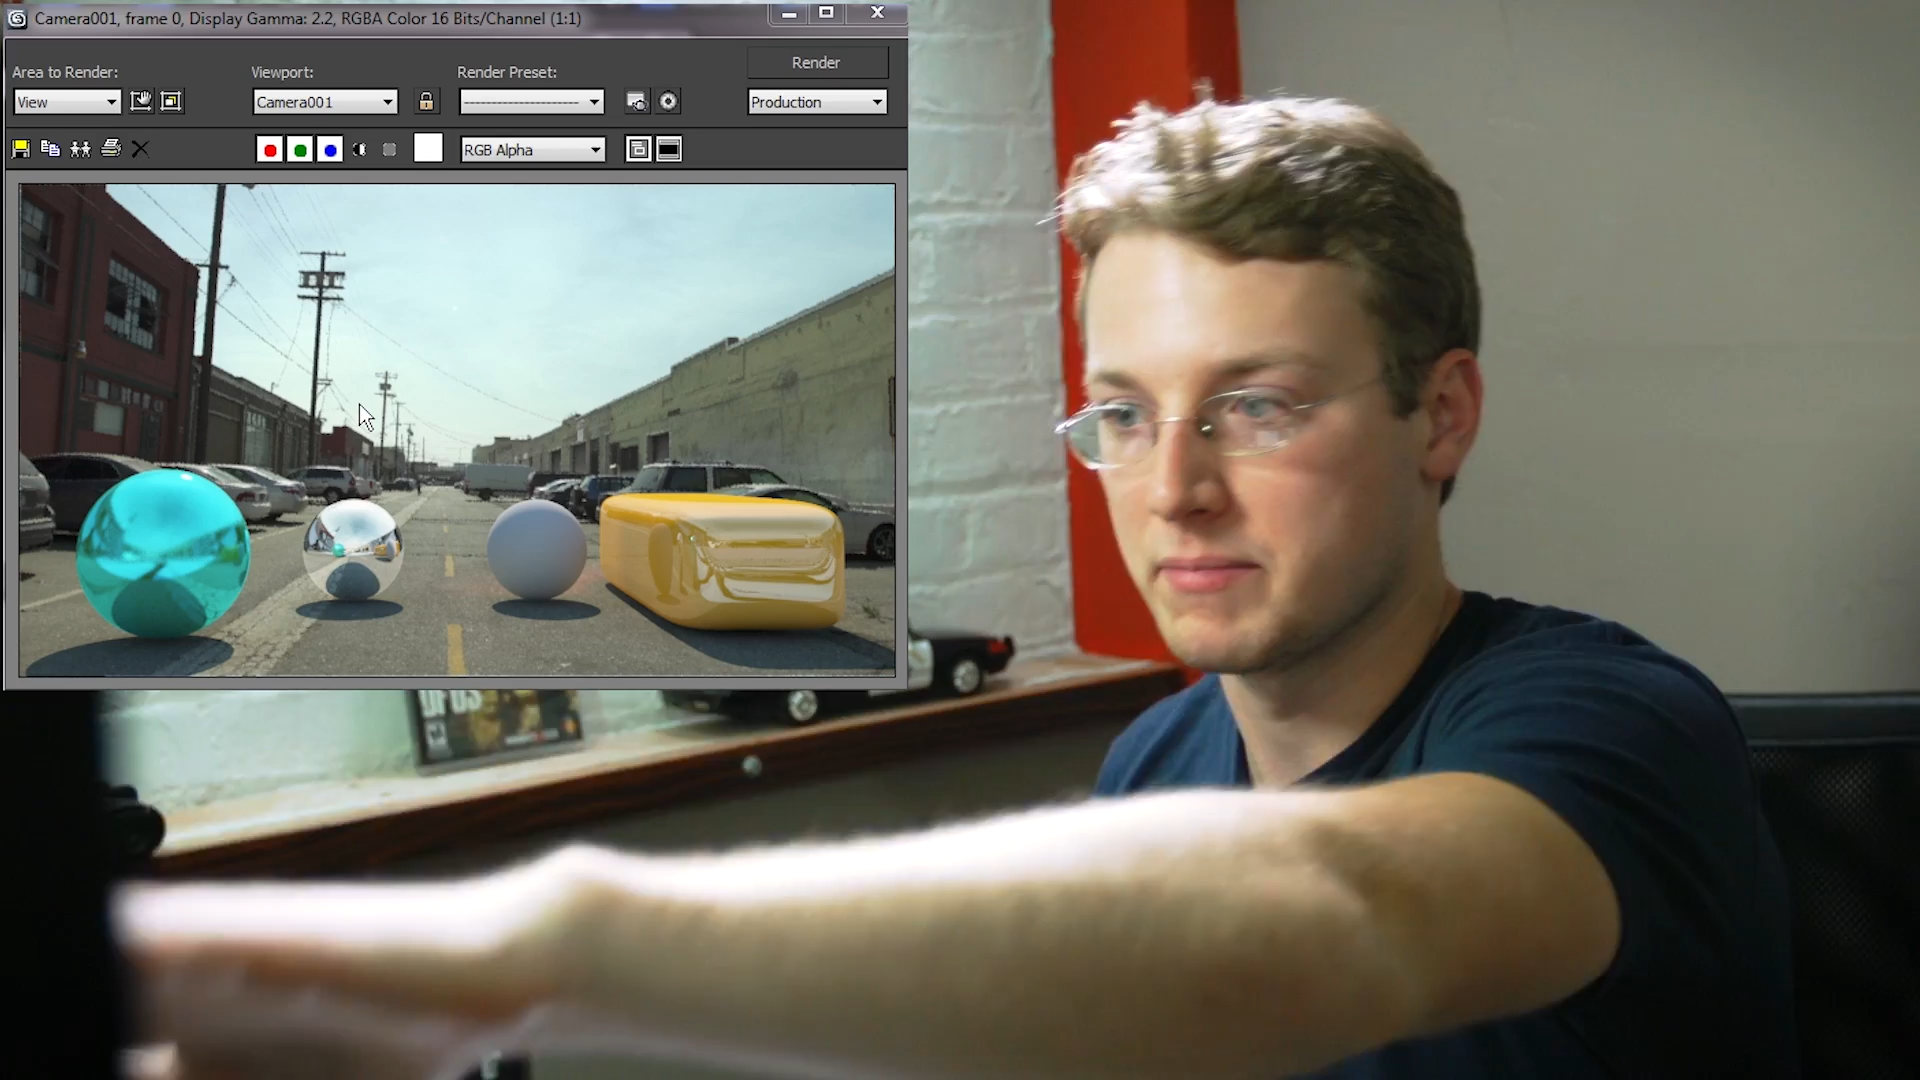 Camera001, frame 0, Display Gamma: 2.2, RGBA Color 16 Bits/Channel (1:1)
Area to Render:
Viewport:
Render Preset:
Render
View
Camera001
Production
RGB Alpha